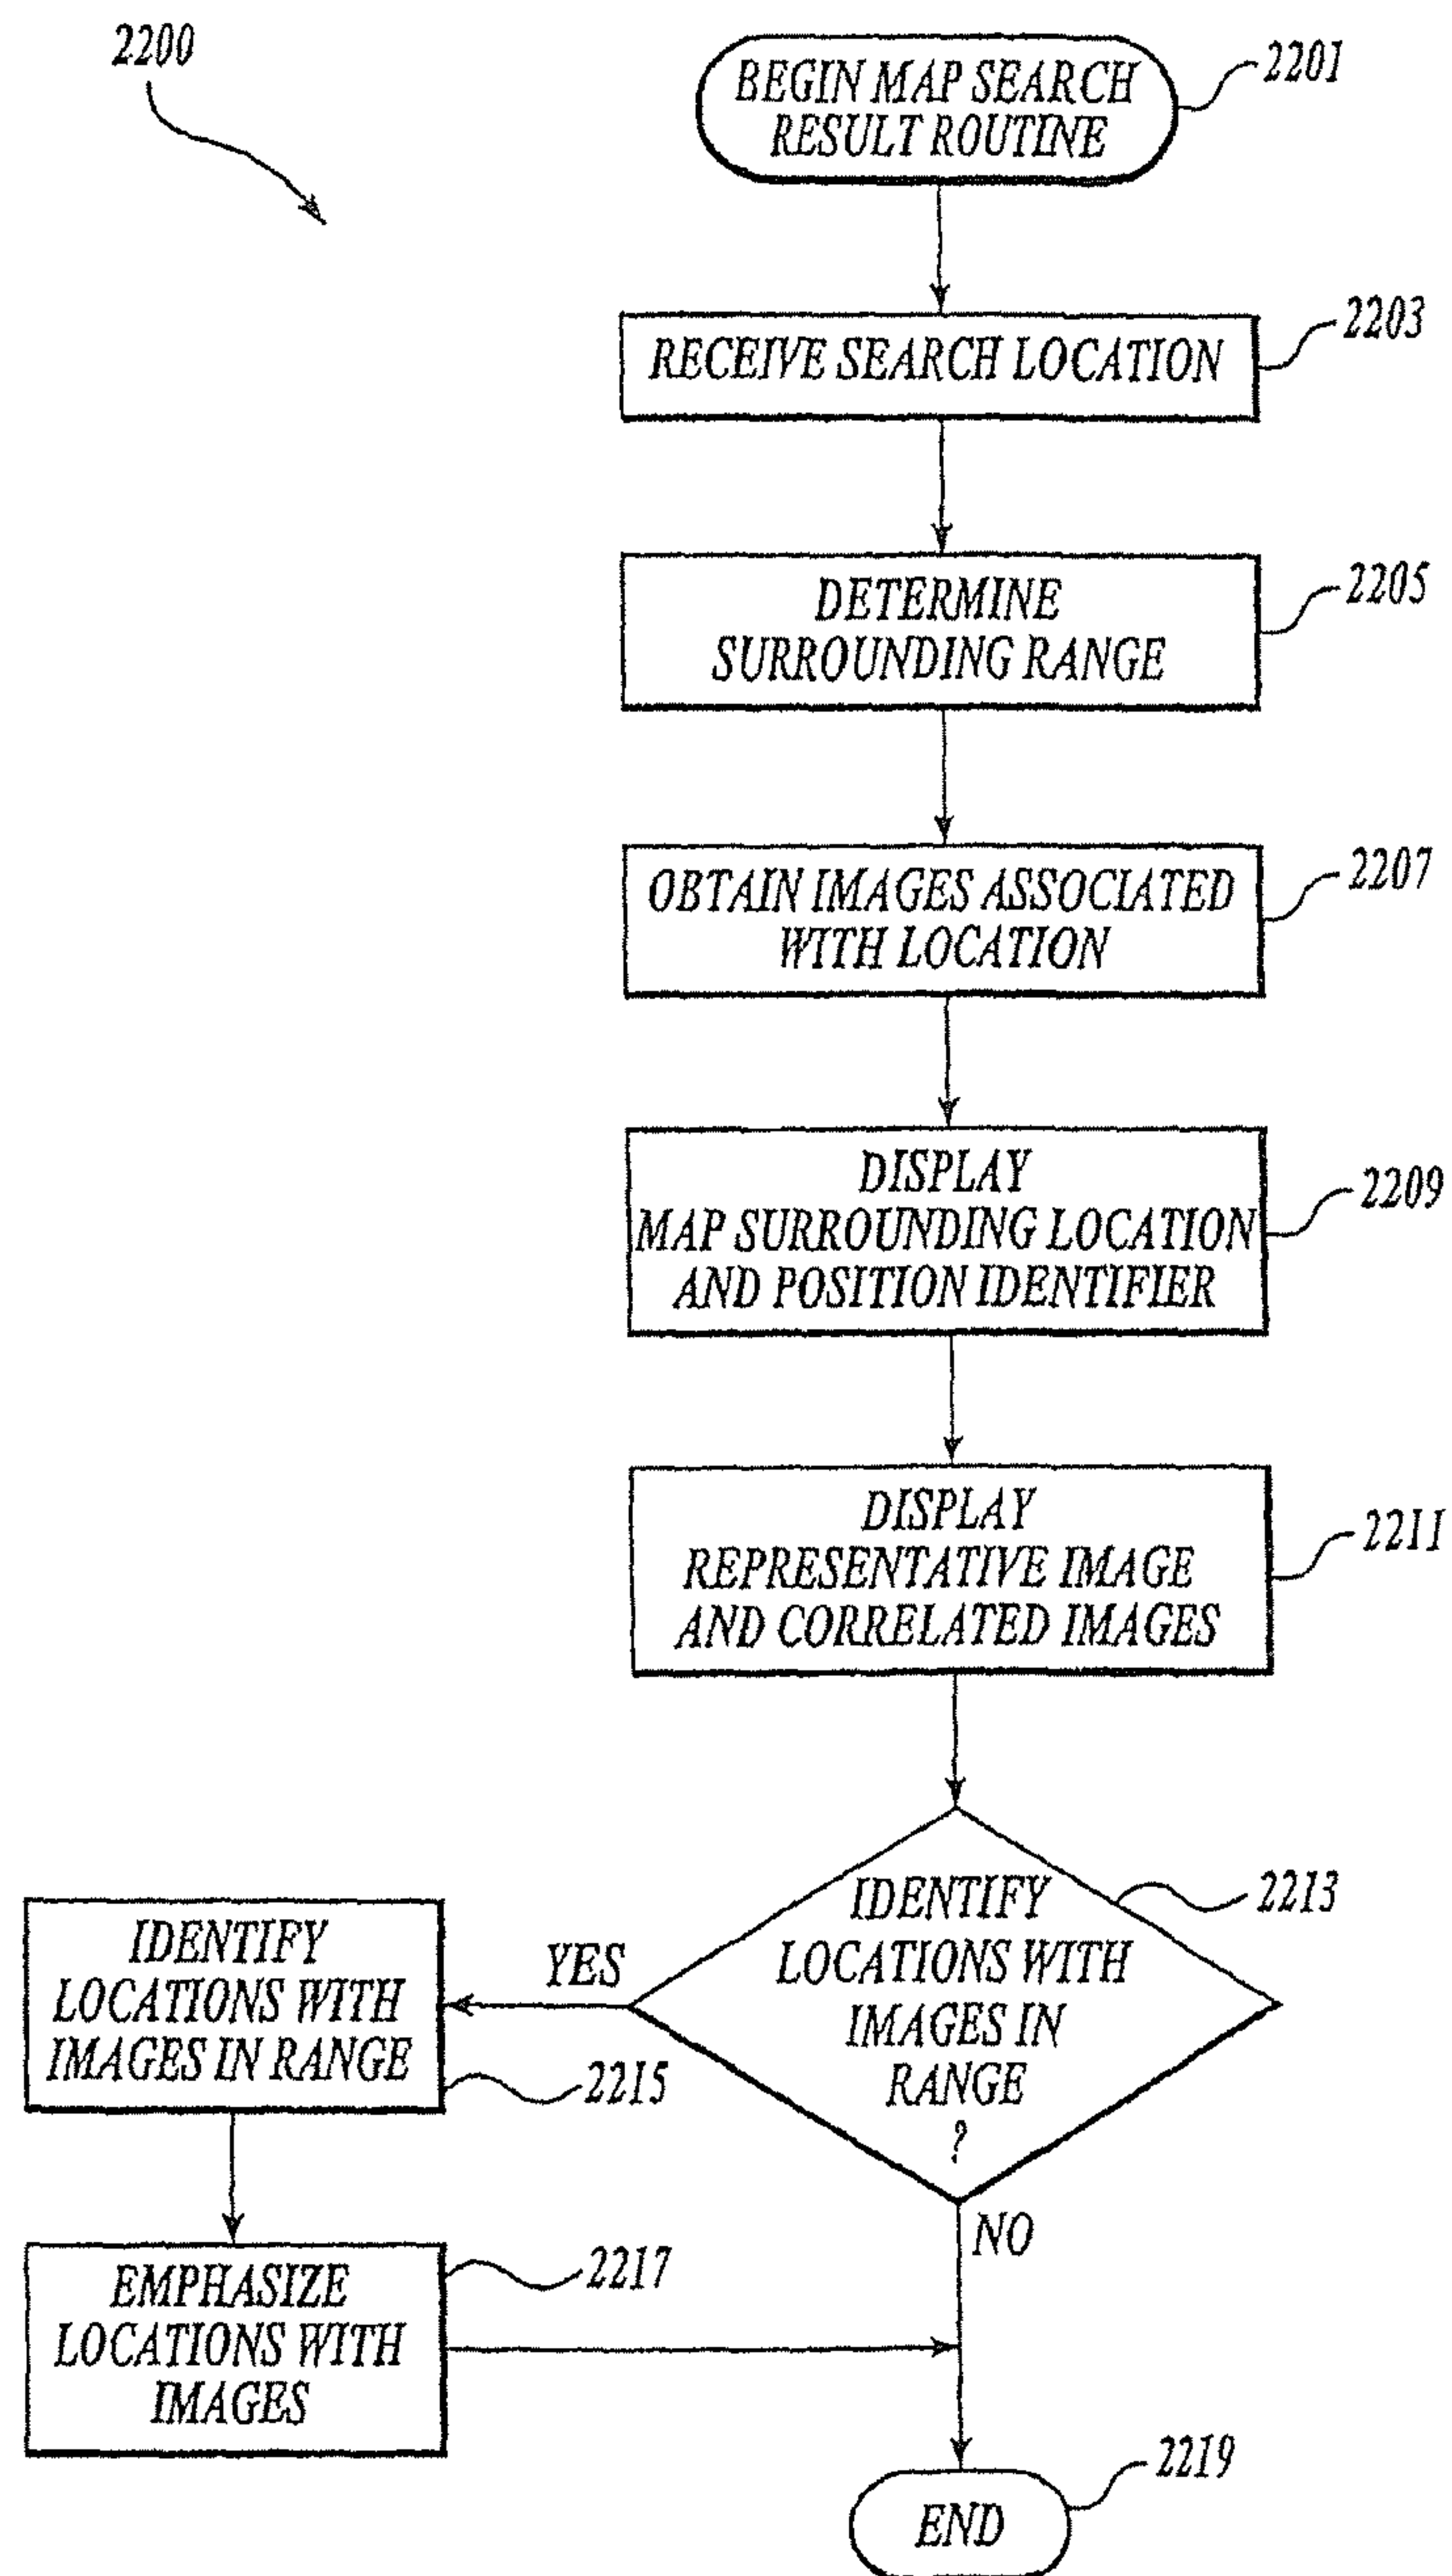 2200
BEGIN MAP SEARCH
RESULT ROUTINE
2201
RECEIVE SEARCH LOCATION
2203
DETERMINE
SURROUNDING RANGE
2205
OBTAIN IMAGES ASSOCIATED
WITH LOCATION
2207
DISPLAY
MAP SURROUNDING LOCATION
AND POSITION IDENTIFIER
2209
DISPLAY
REPRESENTATIVE IMAGE
AND CORRELATED IMAGES
2211
IDENTIFY
LOCATIONS WITH
IMAGES IN
RANGE
?
2213
YES
IDENTIFY
LOCATIONS WITH
IMAGES IN RANGE
2215
NO
EMPHASIZE
LOCATIONS WITH
IMAGES
2217
END
2219